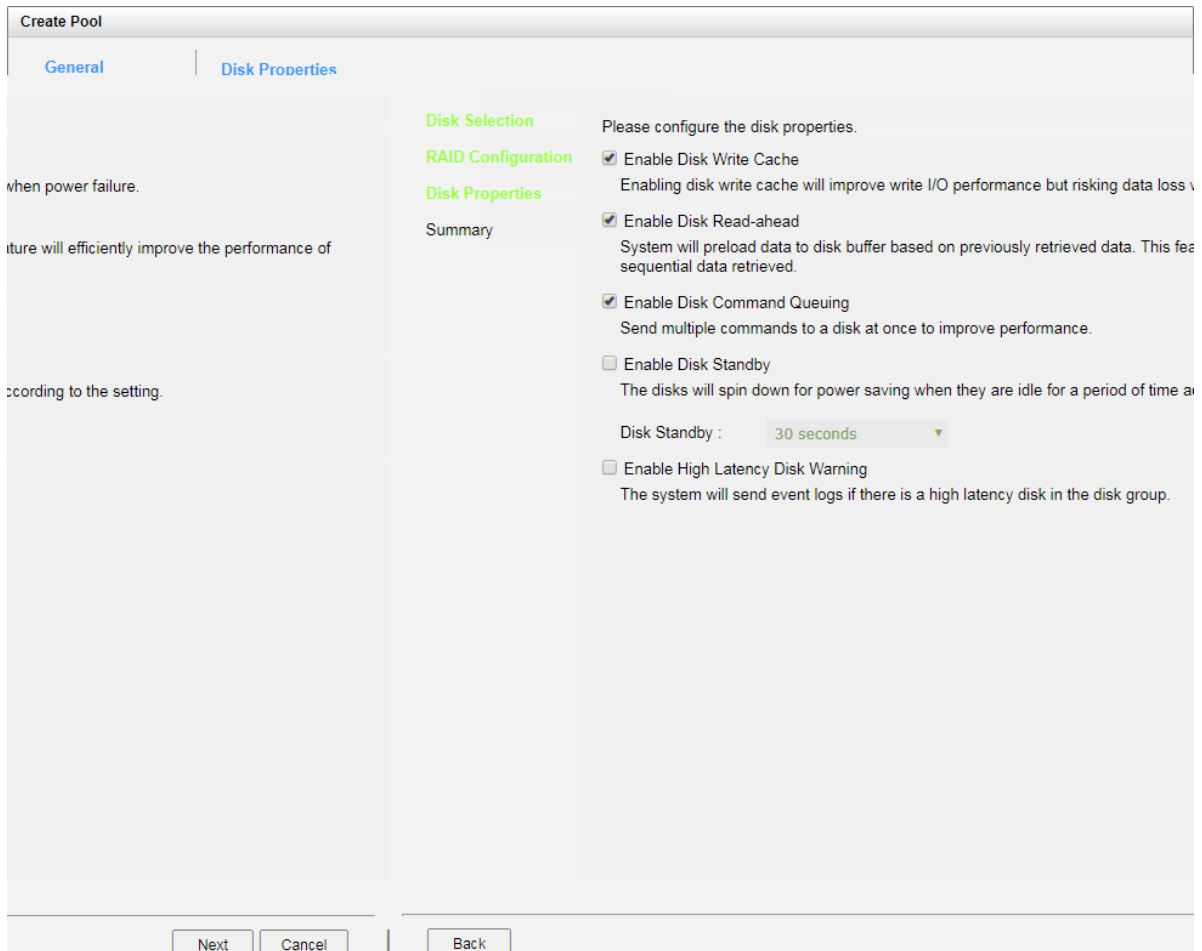 Create Pool
General
Disk Properties
when power failure.
ature will efficiently improve the performance of
ccording to the setting.
Disk Selection
RAID Configuration
Disk Properties
Summary
Please configure the disk properties.
Enable Disk Write Cache
Enabling disk write cache will improve write I/O performance but risking data loss
Enable Disk Read-ahead
System will preload data to disk buffer based on previously retrieved data. This fea
sequential data retrieved.
Enable Disk Command Queuing
Send multiple commands to a disk at once to improve performance.
Enable Disk Standby
The disks will spin down for power saving when they are idle for a period of time a
Disk Standby :
30 seconds
Enable High Latency Disk Warning
The system will send event logs if there is a high latency disk in the disk group.
Next
Cancel
Back